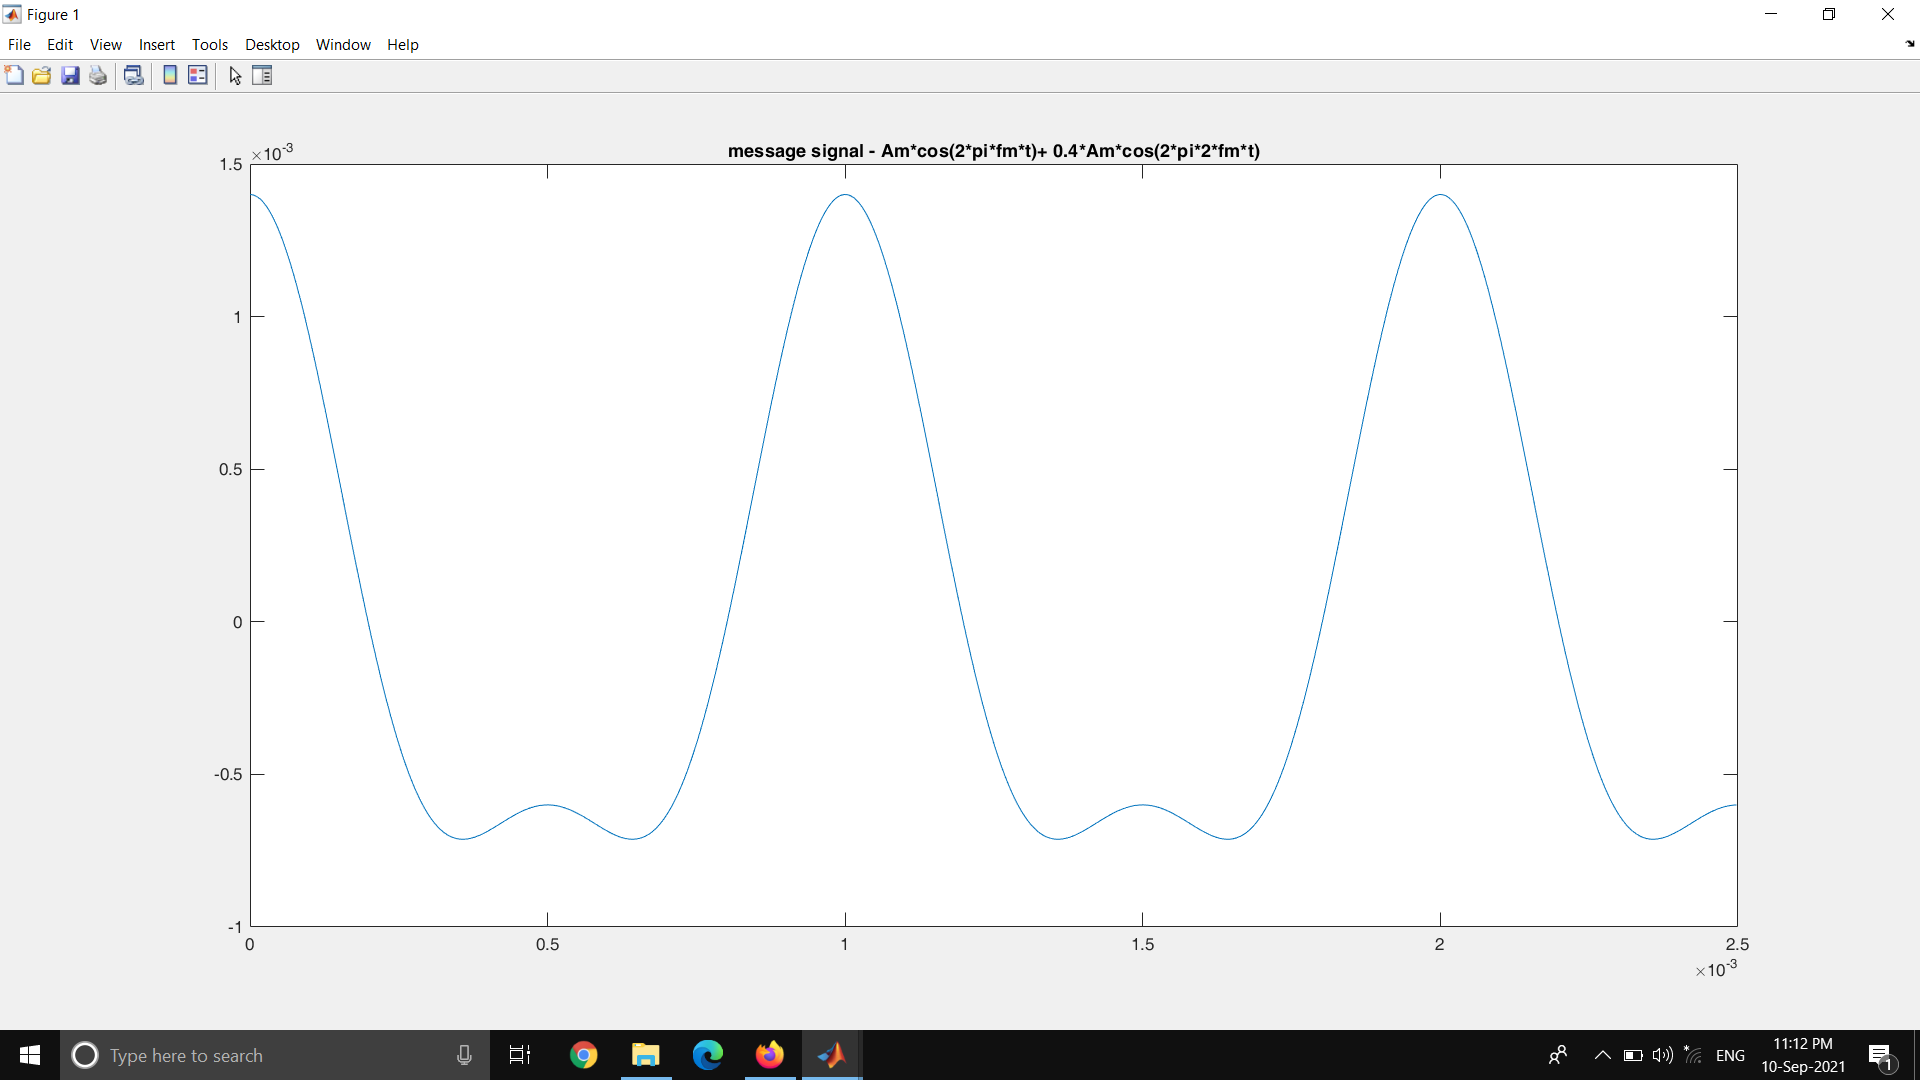 Figure 1
File Edit View Insert Tools Desktop Window Help
message signal - Am*cos(2*pi*fm*t)+ 0.4*Am*cos(2*pi*2*fm*t)
×10-3
1.5
1
0.5
0
-0.5
-1
0 0.5 1 1.5 2 2.5
×10-3
Type here to search
ENG
11:12 PM
10-Sep-2021
1